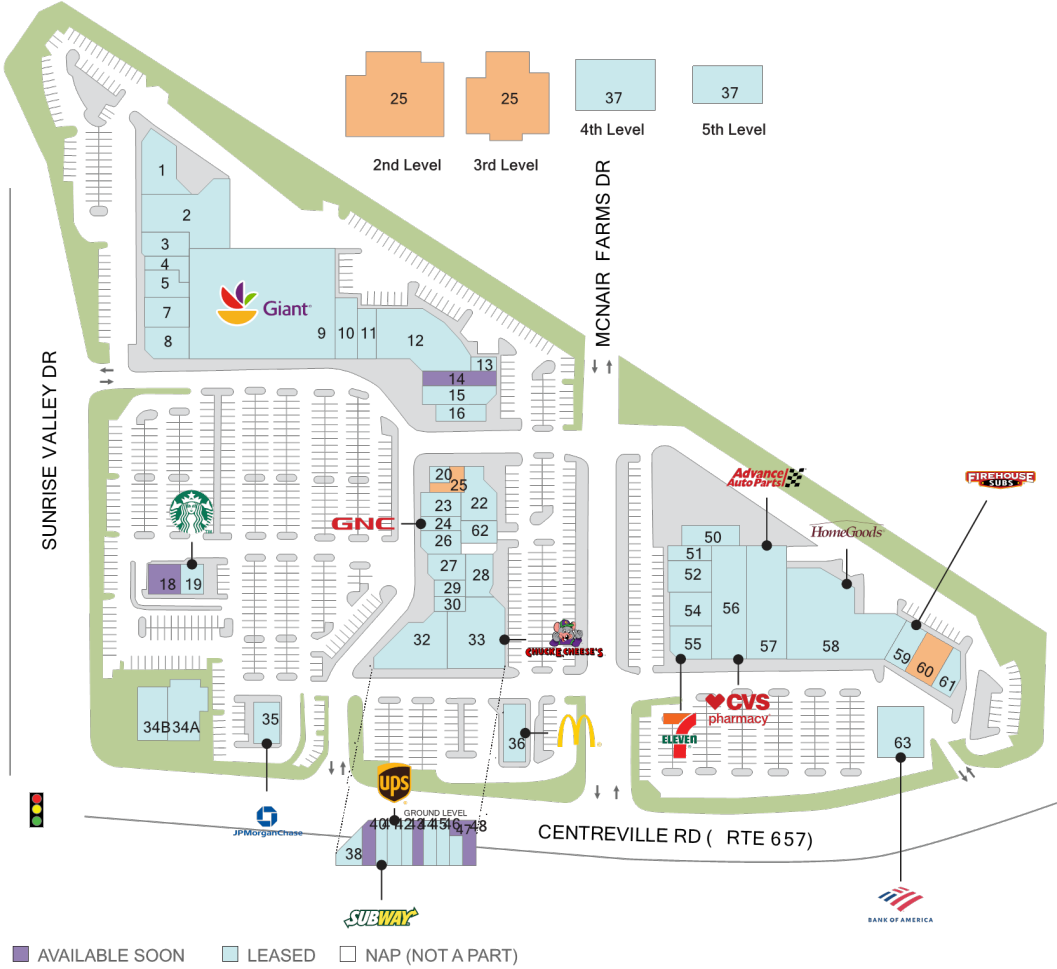 25
25
37
37
4th Level
5th Level
2nd Level
3rd Level
MCNAIR FARMS DR
SUNRISE VALLEY DR
1
2
3
4
5
7
8
Giant
9
10
11
12
13
14
15
16
20
25
22
23
24
62
26
27
28
29
30
32
33
GNC
CHUCK E. CHEESE'S
18
19
34B
34A
35
36
JPMorganChase
ups
Advance
Auto Parts
HomeGoods
FIREHOUSE
SUBS
50
51
52
54
55
56
57
58
59
60
61
63
7
ELEVEN
CVS
pharmacy
GROUND LEVEL
38
40
41
42
43
44
45
46
47
48
SUBWAY
CENTREVILLE RD ( RTE 657)
BANK OF AMERICA
AVAILABLE SOON
LEASED
NAP (NOT A PART)